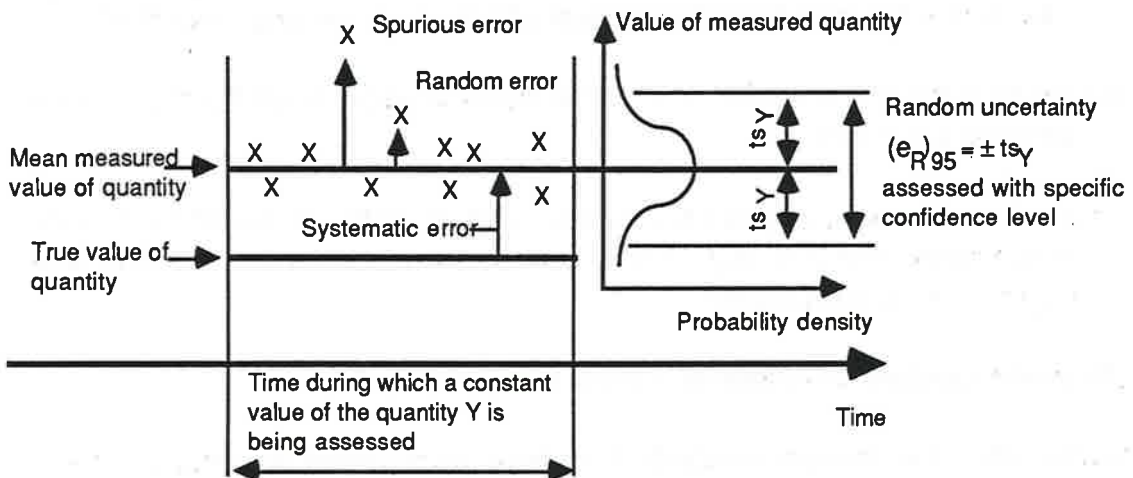 X Spurious error
Value of measured quantity
Random error
X
X X X X X
Mean measured
value of quantity
X X X X
ts Y
ts Y
Random uncertainty
(eR)95 = ± tsY
assessed with specific
confidence level
Systematic error
True value of
quantity
Probability density
Time during which a constant
value of the quantity Y is
being assessed
Time